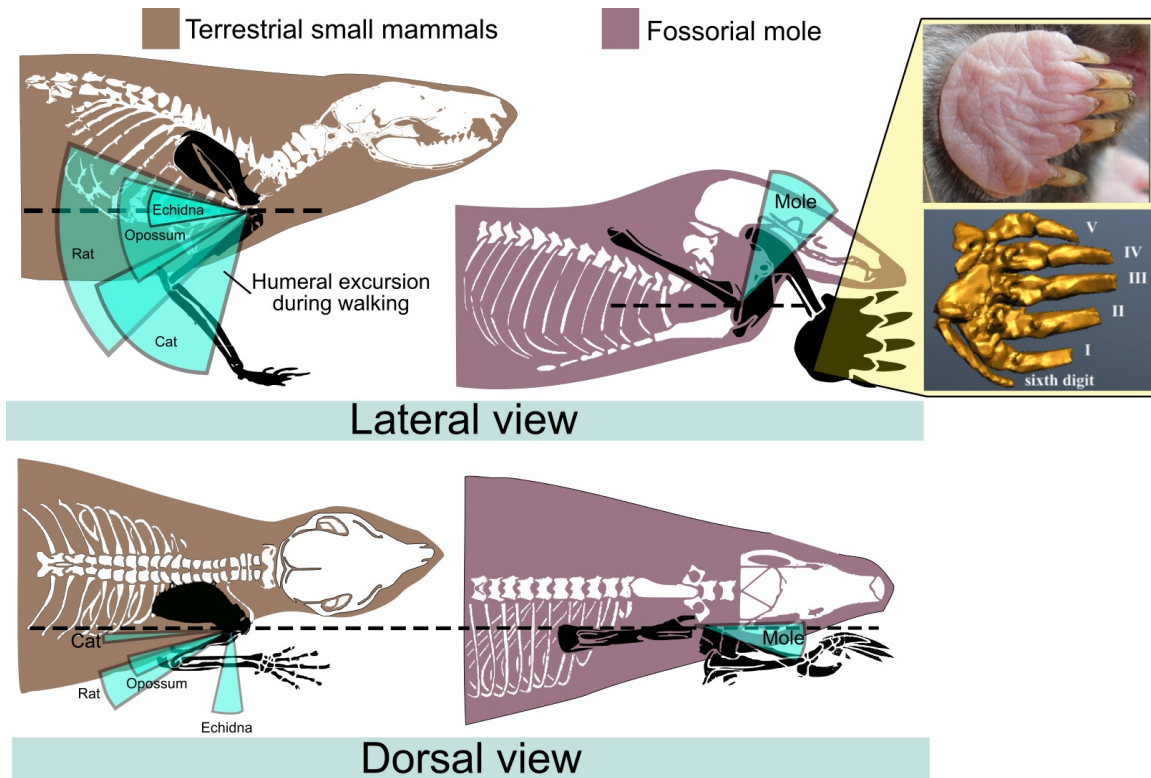 Terrestrial small mammals
Fossorial mole
Echidna
Opossum
Rat
Cat
Humeral excursion
during walking
Mole
V
IV
III
II
I
sixth digit
Lateral view
Cat
Rat
Opossum
Echidna
Mole
Dorsal view